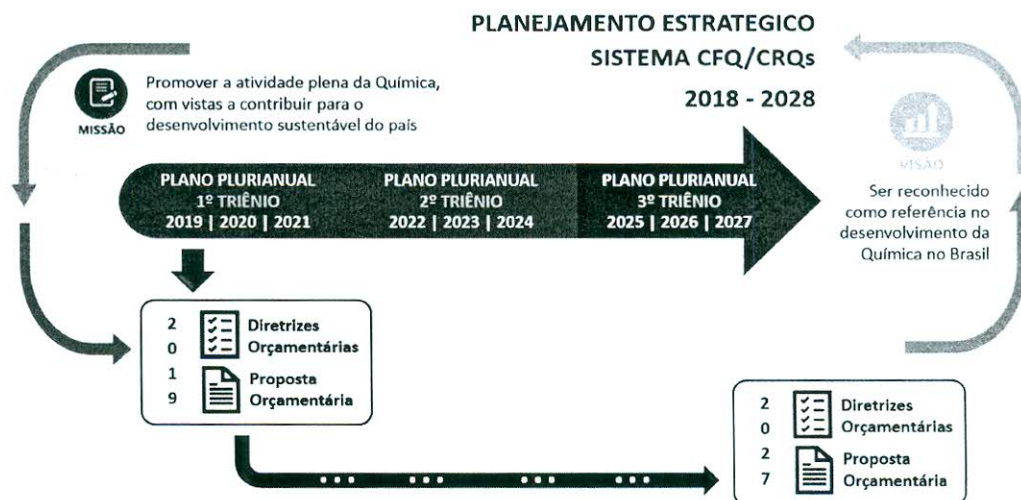 PLANEJAMENTO ESTRATEGICO
SISTEMA CFQ/CRQs
2018 - 2028
MISSÃO
Promover a atividade plena da Química,
com vistas a contribuir para o
desenvolvimento sustentável do país
VISÃO
Ser reconhecido
como referência no
desenvolvimento da
Química no Brasil
PLANO PLURIANUAL
1º TRIÊNIO
2019 | 2020 | 2021
PLANO PLURIANUAL
2º TRIÊNIO
2022 | 2023 | 2024
PLANO PLURIANUAL
3º TRIÊNIO
2025 | 2026 | 2027
2
0
1
9
Diretrizes
Orçamentárias
Proposta
Orçamentária
2
0
2
7
Diretrizes
Orçamentárias
Proposta
Orçamentária